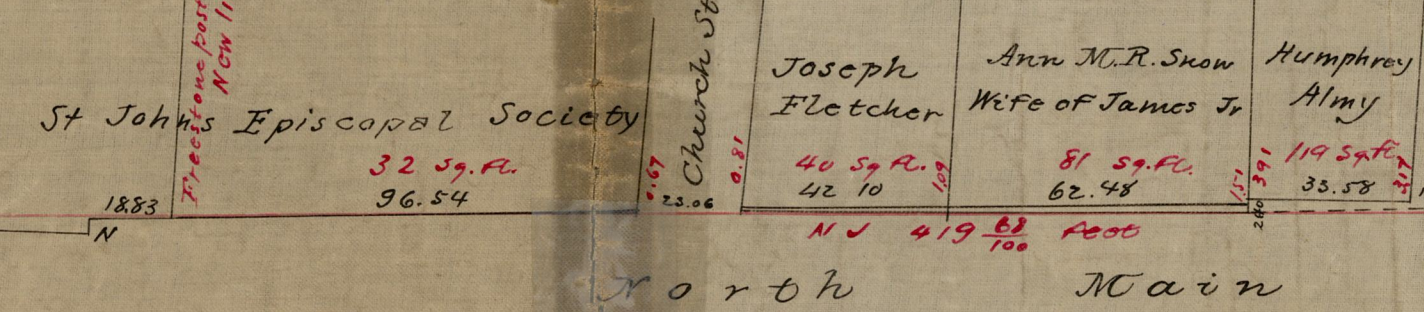 St Johns Episcopal Society
Freestone post
Now
32 Sq.ft.
96.54
18.83
N
0.67
23.06
Church St
0.81
Joseph
Fletcher
40 Sq ft.
42 10
1.09
Ann M.R. Snow
Wife of James Jr
81 Sq.ft.
62.48
1.51
Humphrey
Almy
119 Sq.ft.
33.58
3.91
3.17
N 419 68/100 feet
North Main